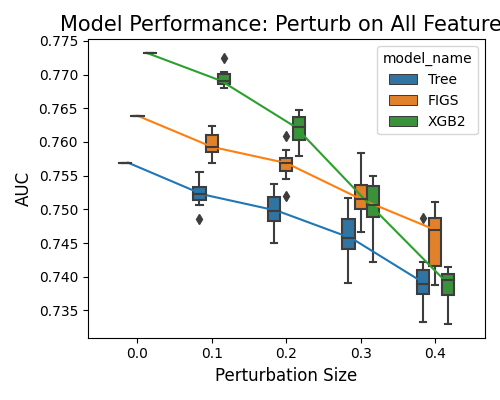 Model Performance: Perturb on All Feature
0.775
0.770
0.765
0.760
0.755
0.750
0.745
0.740
0.735
AUC
model_name
Tree
FIGS
XGB2
0.0 0.1 0.2 0.3 0.4
Perturbation Size